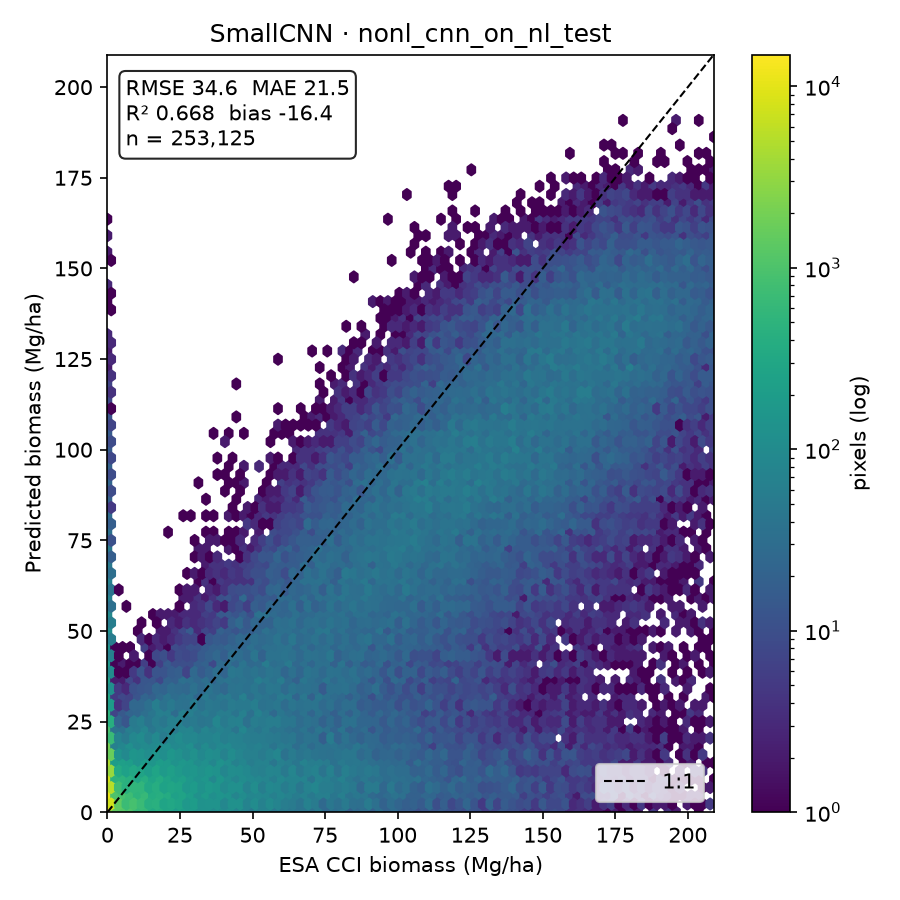 SmallCNN · nonl_cnn_on_nl_test
RMSE 34.6  MAE 21.5
R² 0.668  bias -16.4
n = 253,125
200
175
150
125
100
75
50
25
0
Predicted biomass (Mg/ha)
0 25 50 75 100 125 150 175 200
ESA CCI biomass (Mg/ha)
1:1
10⁴
10³
10²
10¹
10⁰
pixels (log)